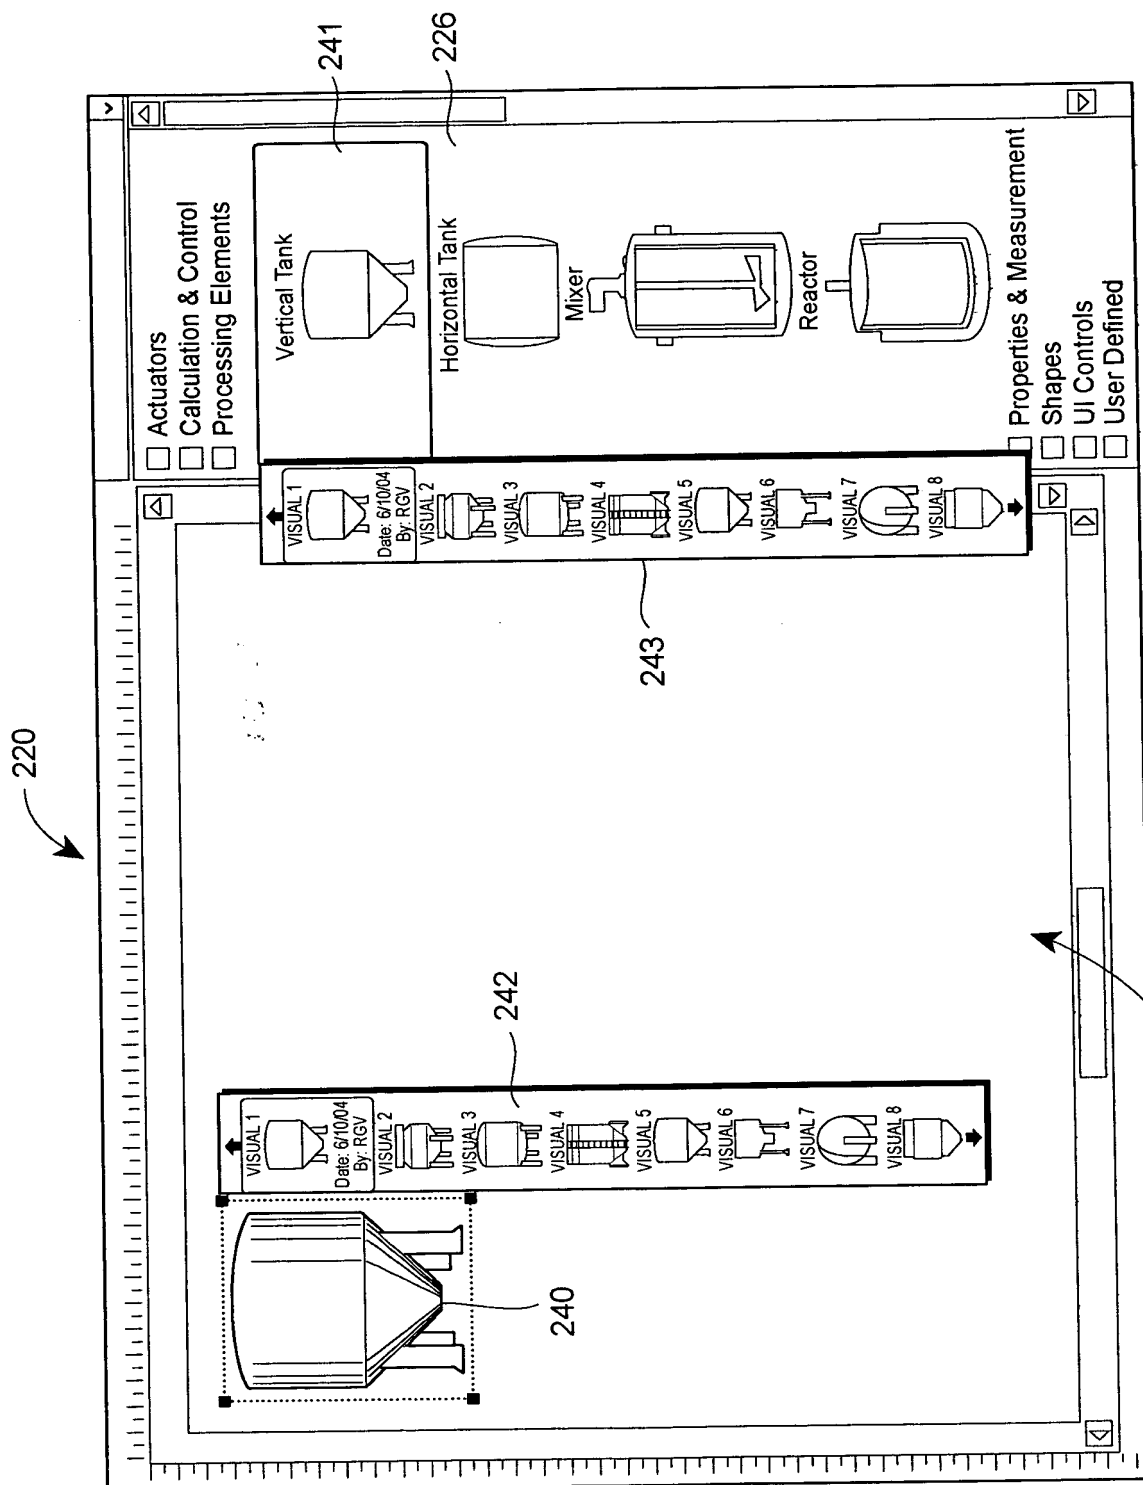 220
Actuators
Calculation & Control
Processing Elements
Vertical Tank
241
Horizontal Tank
226
Mixer
Reactor
Properties & Measurement
Shapes
UI Controls
User Defined
VISUAL 1
Date: 6/10/04
By: RGV
VISUAL 2
VISUAL 3
VISUAL 4
VISUAL 5
VISUAL 6
VISUAL 7
VISUAL 8
243
VISUAL 1
Date: 6/10/04
By: RGV
VISUAL 2
VISUAL 3
VISUAL 4
VISUAL 5
VISUAL 6
VISUAL 7
VISUAL 8
242
240